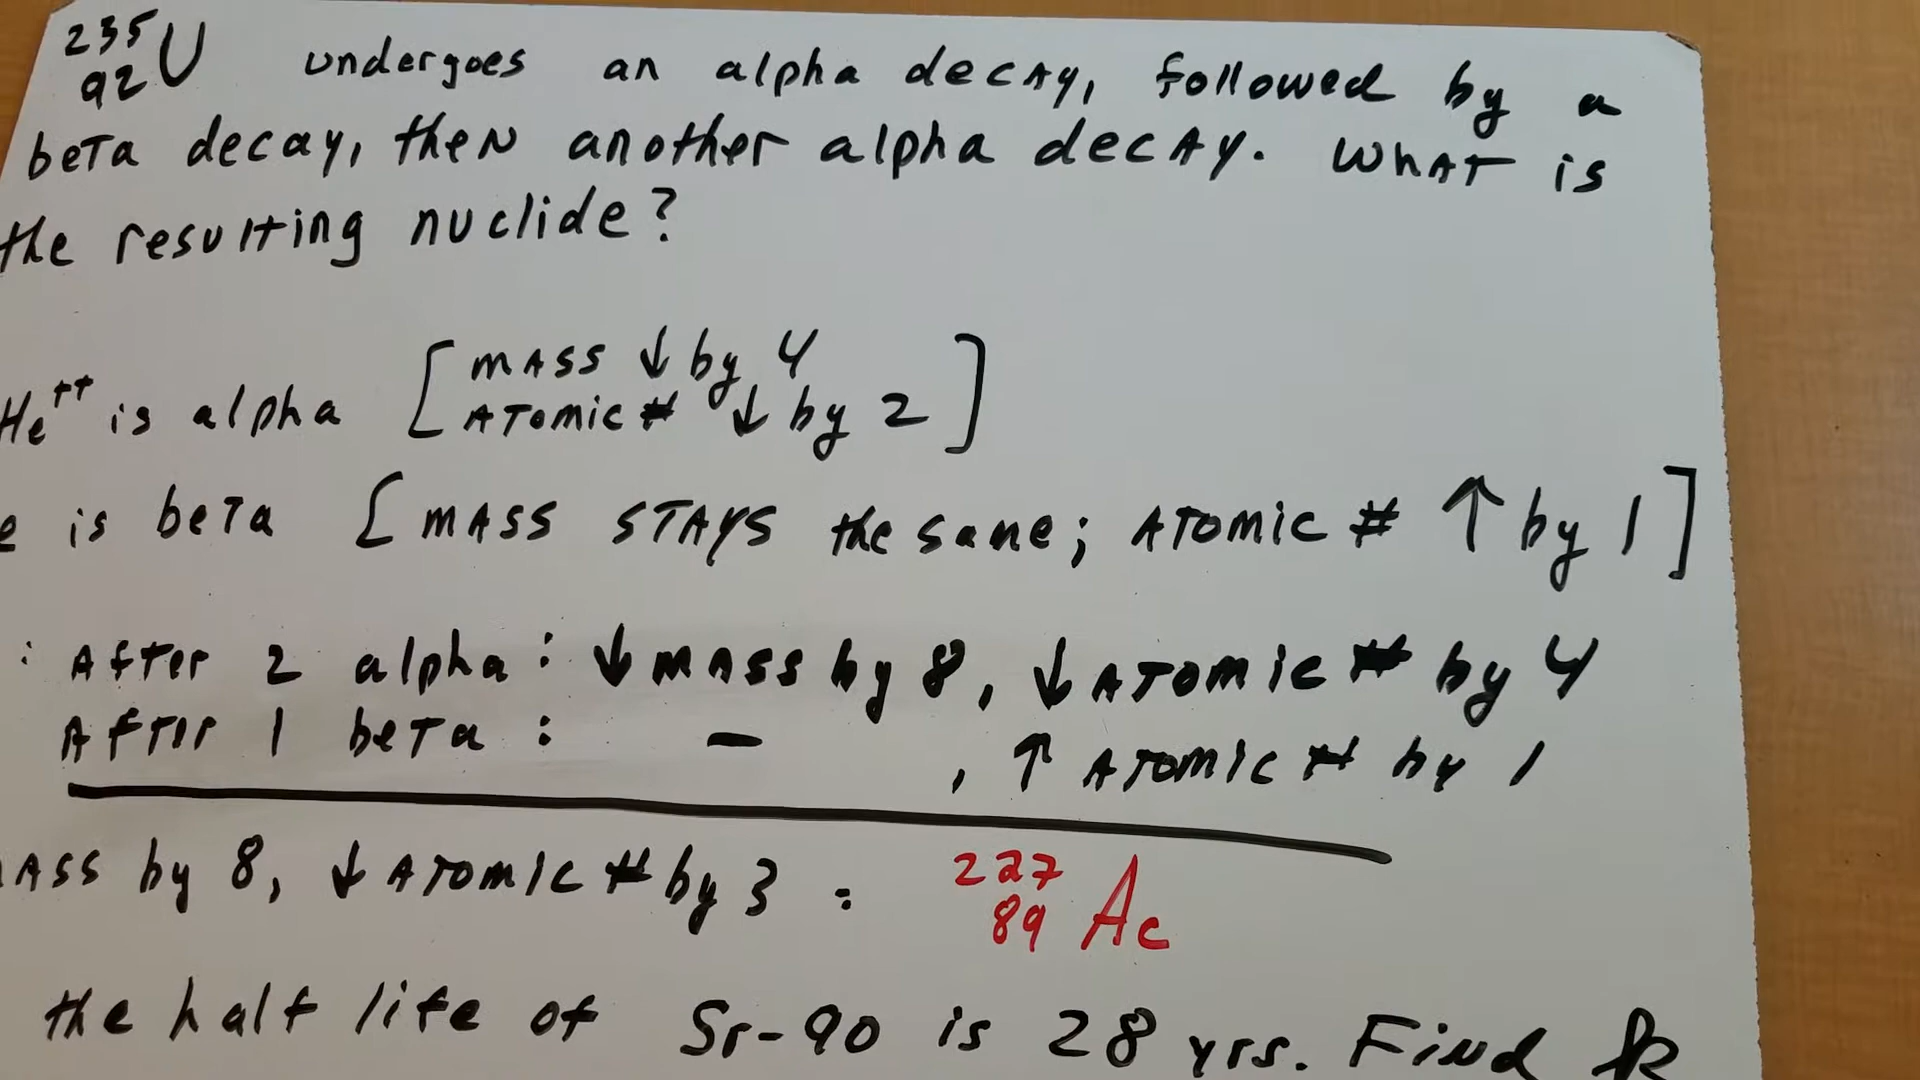 235
92 U undergoes an alpha decay, followed by a
beta decay, then another alpha decay. What is
the resulting nuclide?
He++ is alpha [mass ↓ by 4
Atomic # ↓ by 2]
e is beta [mass stays the same; Atomic # ↑ by 1]
: After 2 alpha: ↓ mass by 8, ↓ Atomic # by 4
After 1 beta: — , ↑ Atomic # by 1
ass by 8, ↓ Atomic # by 3 : 227
89 Ac
the half life of Sr-90 is 28 yrs. Find k